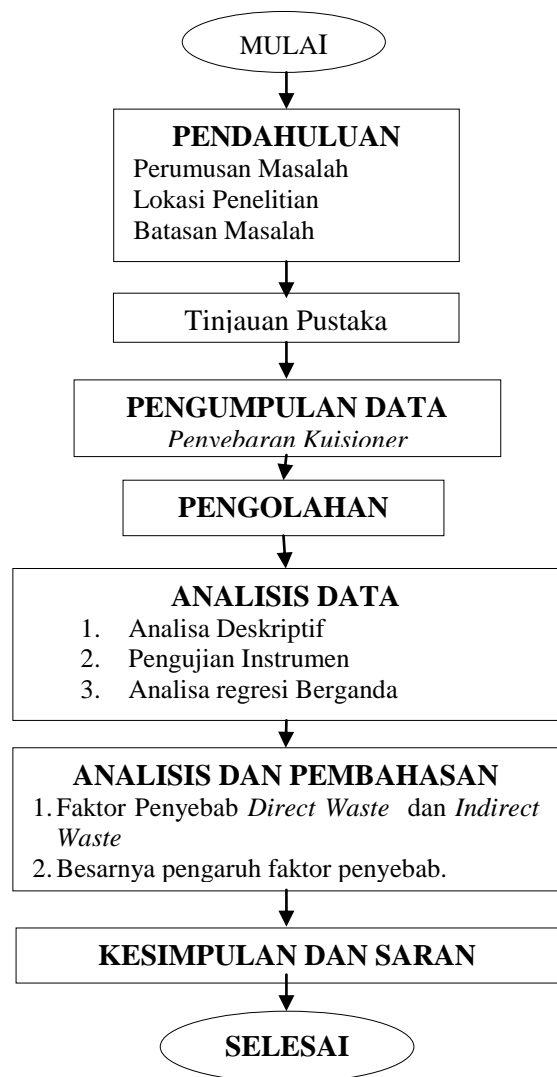 MULAI
PENDAHULUAN
Perumusan Masalah
Lokasi Penelitian
Batasan Masalah
Tinjauan Pustaka
PENGUMPULAN DATA
Penyebaran Kuisioner
PENGOLAHAN
ANALISIS DATA
1. Analisa Deskriptif
2. Pengujian Instrumen
3. Analisa regresi Berganda
ANALISIS DAN PEMBAHASAN
1. Faktor Penyebab Direct Waste dan Indirect
Waste
2. Besarnya pengaruh faktor penyebab.
KESIMPULAN DAN SARAN
SELESAI